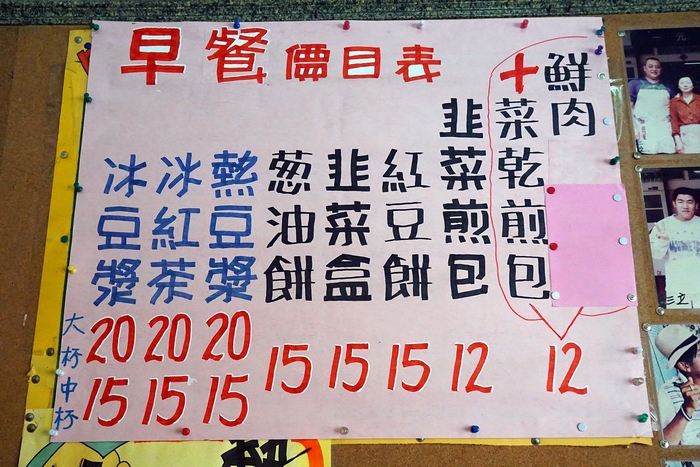 早餐價目表
鮮肉
十菜乾煎包 12
韭菜煎包 12
紅豆餅 15
韭菜盒 15
葱油餅 15
熱豆漿 20 15
冰紅茶 20 15
冰豆漿 20 15
大杯
中杯